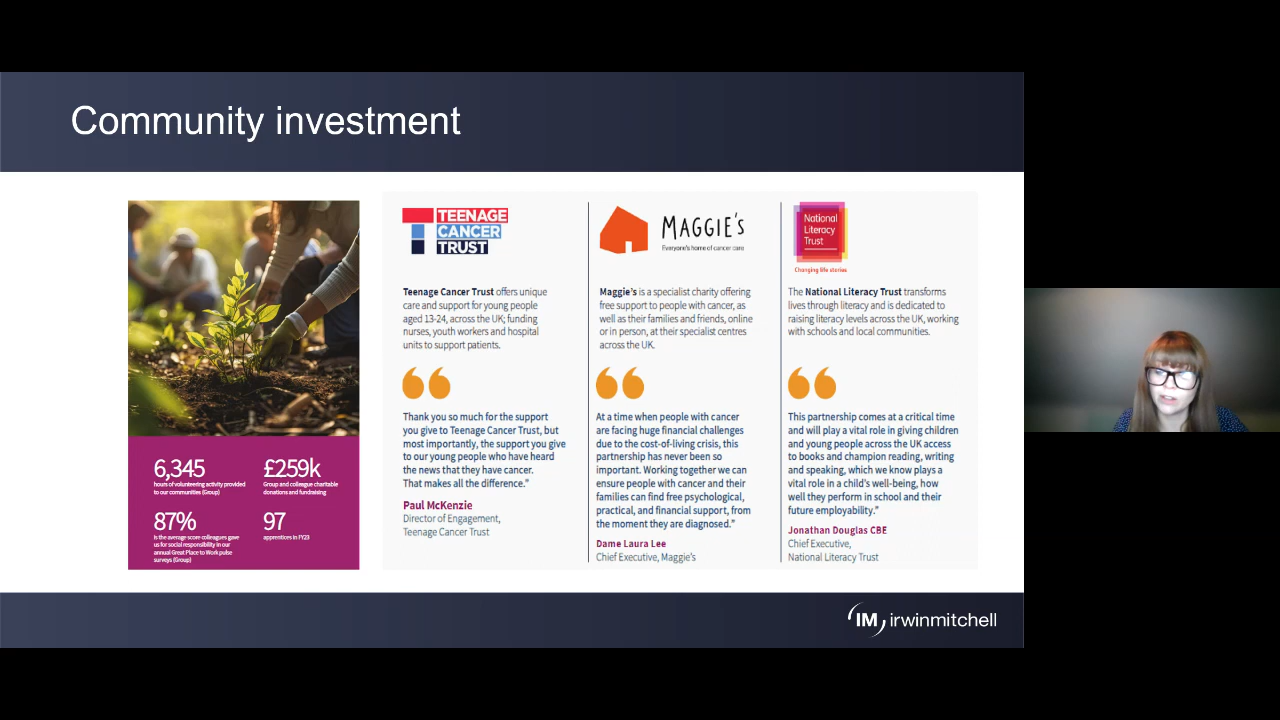 Community investment
6,345
hours of volunteering activity provided
to our communities (Group)
£259k
Group and colleague charitable
donations and fundraising
87%
is the average score colleagues gave
us for social responsibility in our
annual Great Place to Work pulse
surveys (Group)
97
apprentices in FY23
TEENAGE
CANCER
TRUST
Teenage Cancer Trust offers unique
care and support for young people
aged 13-24, across the UK; funding
nurses, youth workers and hospital
units to support patients.
Thank you so much for the support
you give to Teenage Cancer Trust, but
most importantly, the support you give
to our young people who have heard
the news that they have cancer.
That makes all the difference.”
Paul McKenzie
Director of Engagement,
Teenage Cancer Trust
MAGGIE'S
Everyone's home of cancer care
Maggie's is a specialist charity offering
free support to people with cancer, as
well as their families and friends, online
or in person, at their specialist centres
across the UK.
At a time when people with cancer
are facing huge financial challenges
due to the cost-of-living crisis, this
partnership has never been so
important. Working together we can
ensure people with cancer and their
families can find free psychological,
practical, and financial support, from
the moment they are diagnosed.”
Dame Laura Lee
Chief Executive, Maggie's
National
Literacy
Trust
Changing life stories
The National Literacy Trust transforms
lives through literacy and is dedicated to
raising literacy levels across the UK, working
with schools and local communities.
This partnership comes at a critical time
and will play a vital role in giving children
and young people across the UK access
to books and champion reading, writing
and speaking, which we know plays a
vital role in a child's well-being, how
well they perform in school and their
future employability.”
Jonathan Douglas CBE
Chief Executive,
National Literacy Trust
IM irwinmitchell